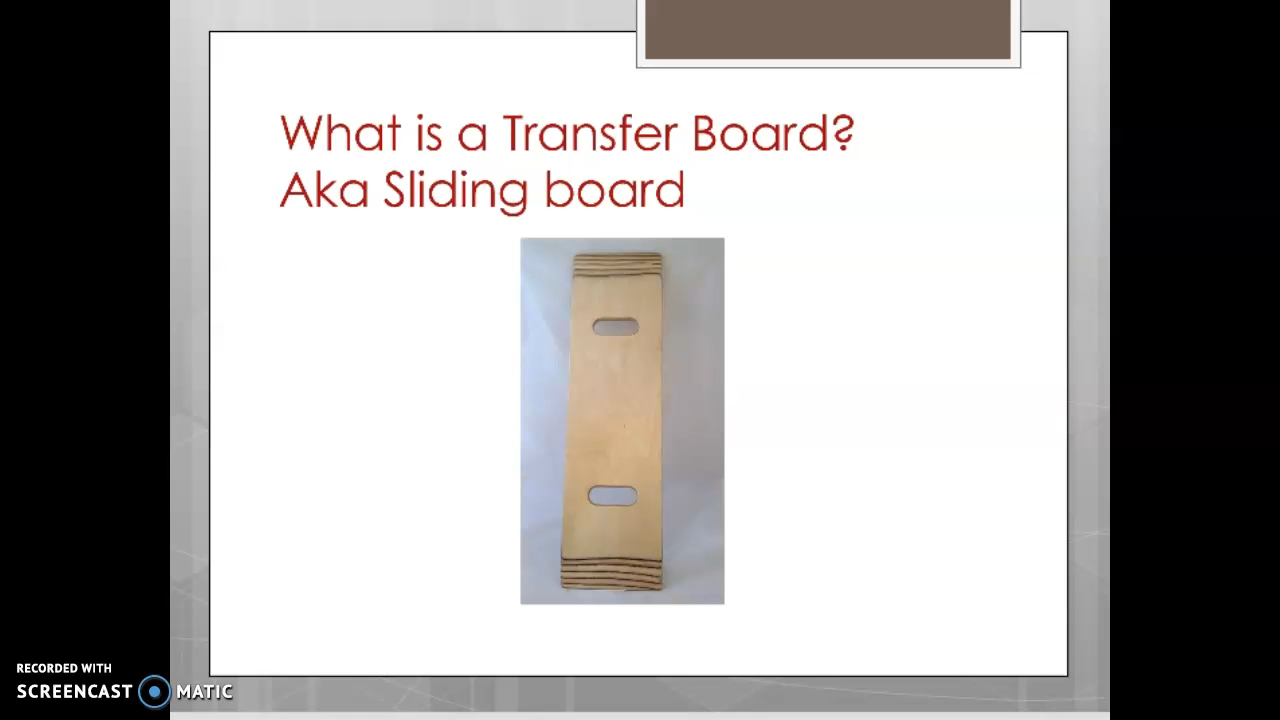 What is a Transfer Board?
Aka Sliding board
RECORDED WITH
SCREENCAST MATIC